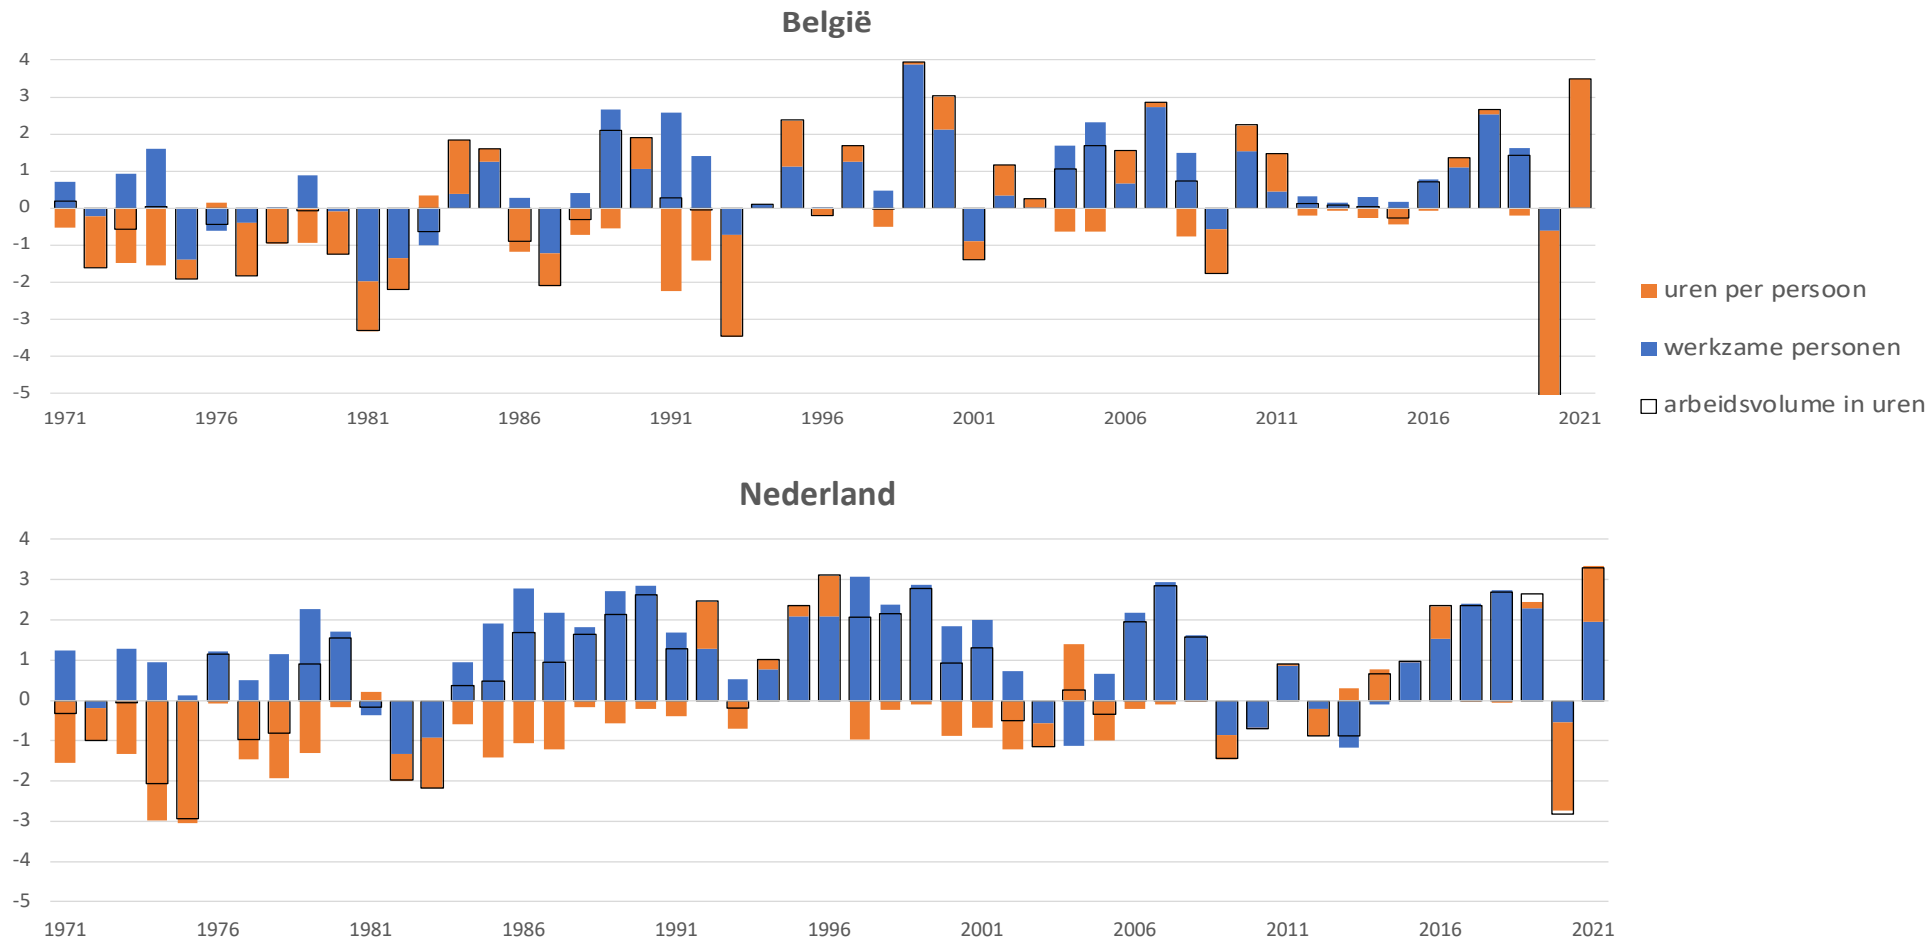 België
4
3
2
1
0
-1
-2
-3
-4
-5
1971 1976 1981 1986 1991 1996 2001 2006 2011 2016 2021
uren per persoon
werkzame personen
arbeidsvolume in uren
Nederland
4
3
2
1
0
-1
-2
-3
-4
-5
1971 1976 1981 1986 1991 1996 2001 2006 2011 2016 2021